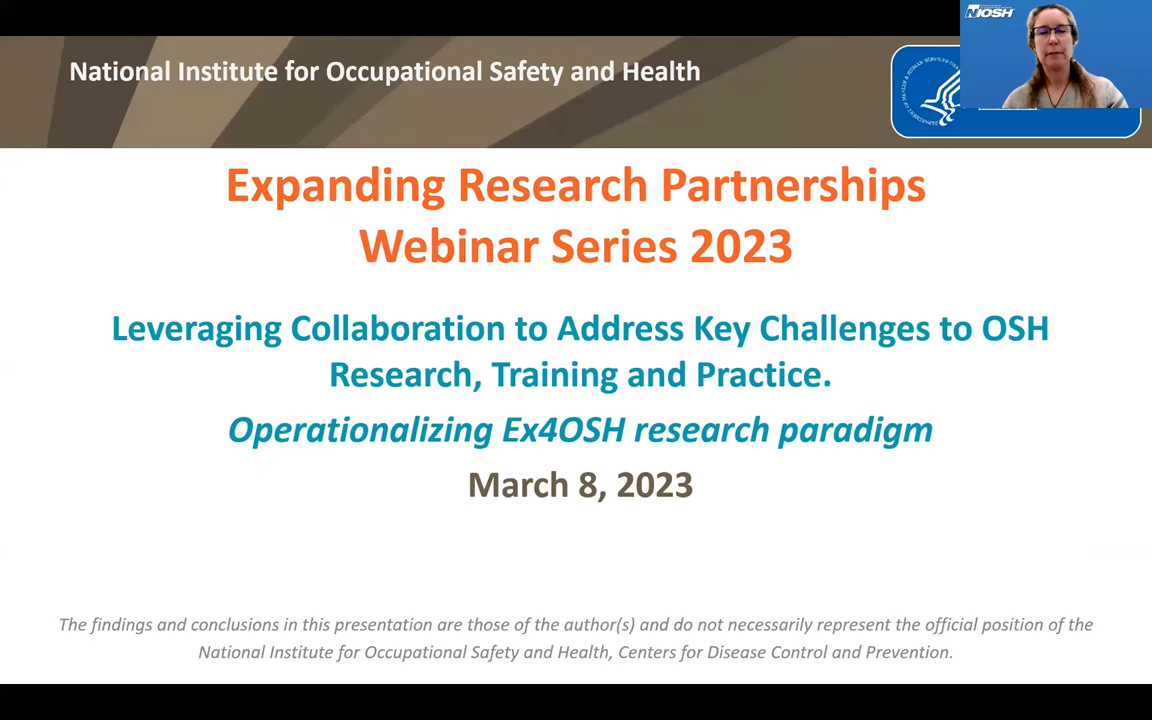 NIOSH
National Institute for Occupational Safety and Health
Expanding Research Partnerships
Webinar Series 2023
Leveraging Collaboration to Address Key Challenges to OSH
Research, Training and Practice.
Operationalizing Ex4OSH research paradigm
March 8, 2023
The findings and conclusions in this presentation are those of the author(s) and do not necessarily represent the official position of the
National Institute for Occupational Safety and Health, Centers for Disease Control and Prevention.